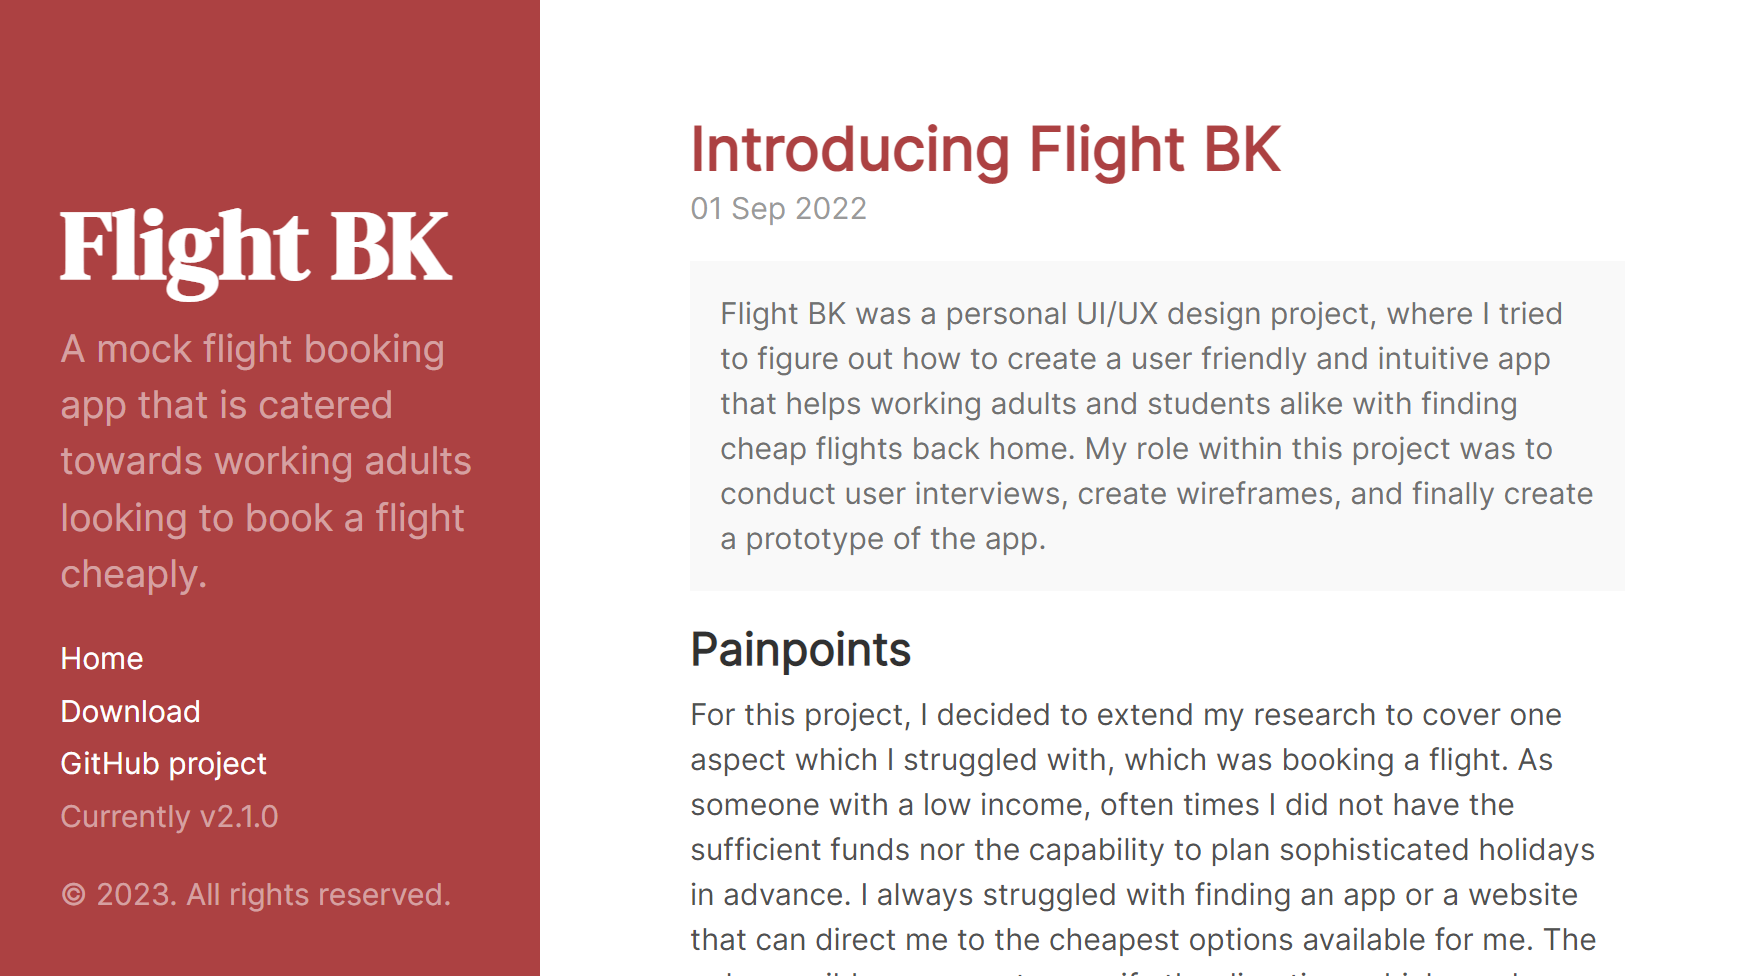 Flight BK
A mock flight booking
app that is catered
towards working adults
looking to book a flight
cheaply.
Home
Download
GitHub project
Currently v2.1.0
© 2023. All rights reserved.
Introducing Flight BK
01 Sep 2022
Flight BK was a personal UI/UX design project, where I tried
to figure out how to create a user friendly and intuitive app
that helps working adults and students alike with finding
cheap flights back home. My role within this project was to
conduct user interviews, create wireframes, and finally create
a prototype of the app.
Painpoints
For this project, I decided to extend my research to cover one
aspect which I struggled with, which was booking a flight. As
someone with a low income, often times I did not have the
sufficient funds nor the capability to plan sophisticated holidays
in advance. I always struggled with finding an app or a website
that can direct me to the cheapest options available for me. The